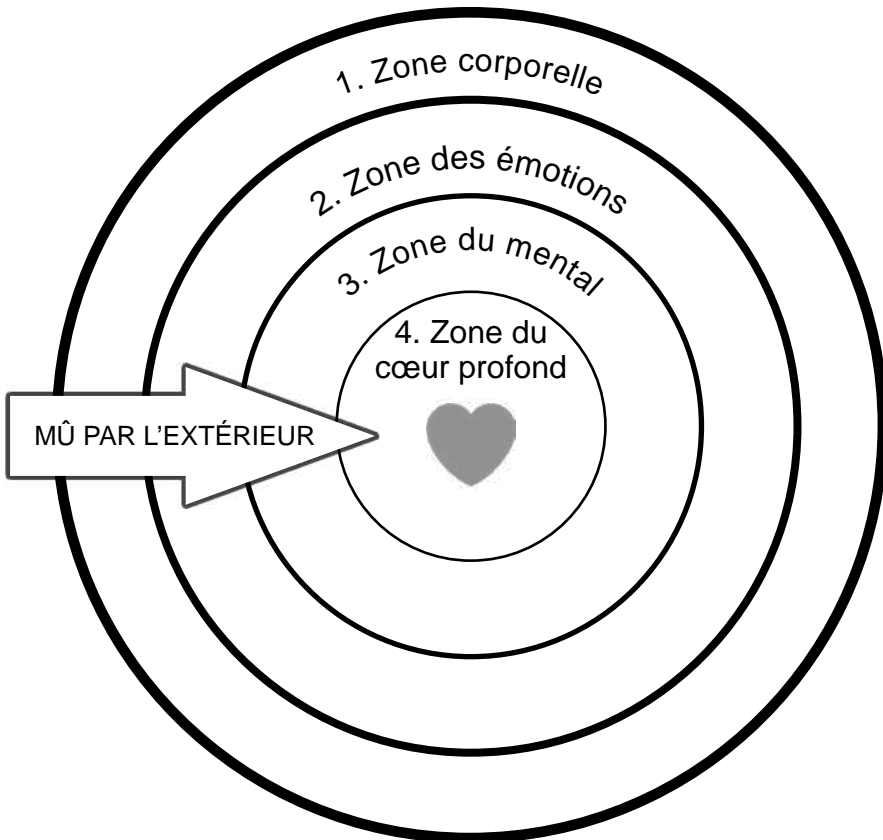 1. Zone corporelle
2. Zone des émotions
3. Zone du mental
4. Zone du
cœur profond
MÛ PAR L'EXTÉRIEUR